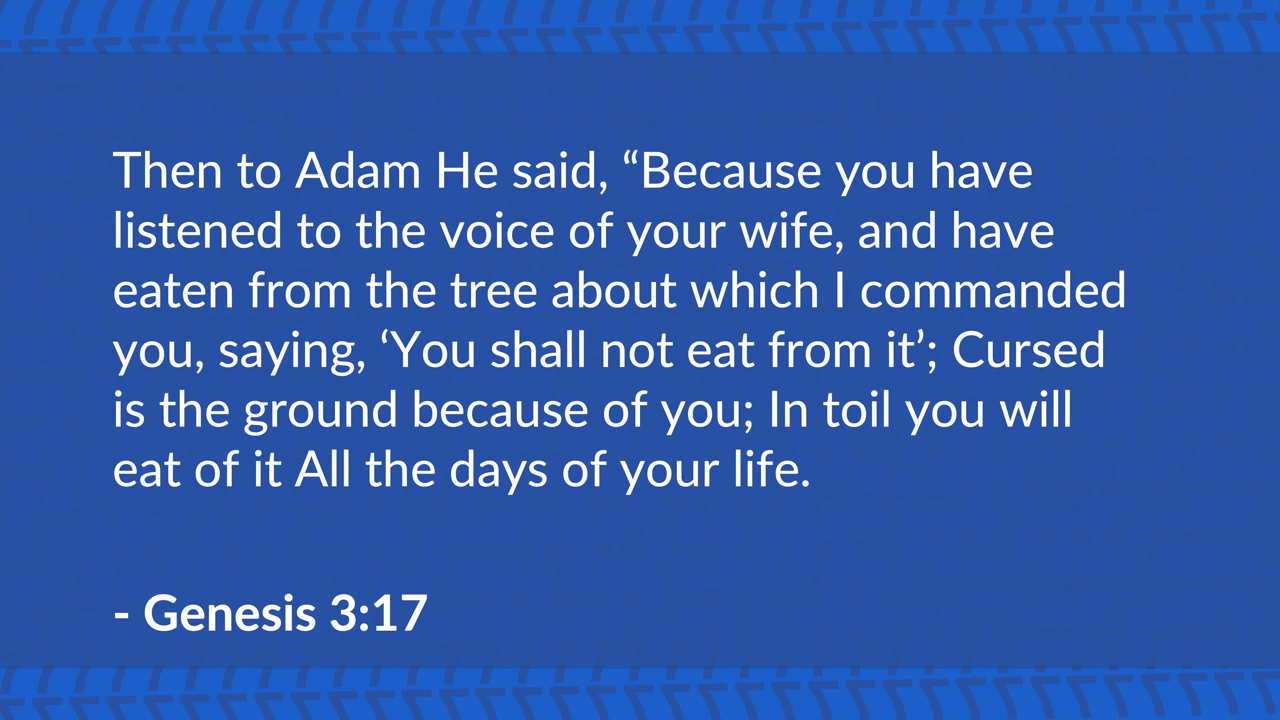 Then to Adam He said, “Because you have
listened to the voice of your wife, and have
eaten from the tree about which I commanded
you, saying, ‘You shall not eat from it’; Cursed
is the ground because of you; In toil you will
eat of it All the days of your life.
- Genesis 3:17